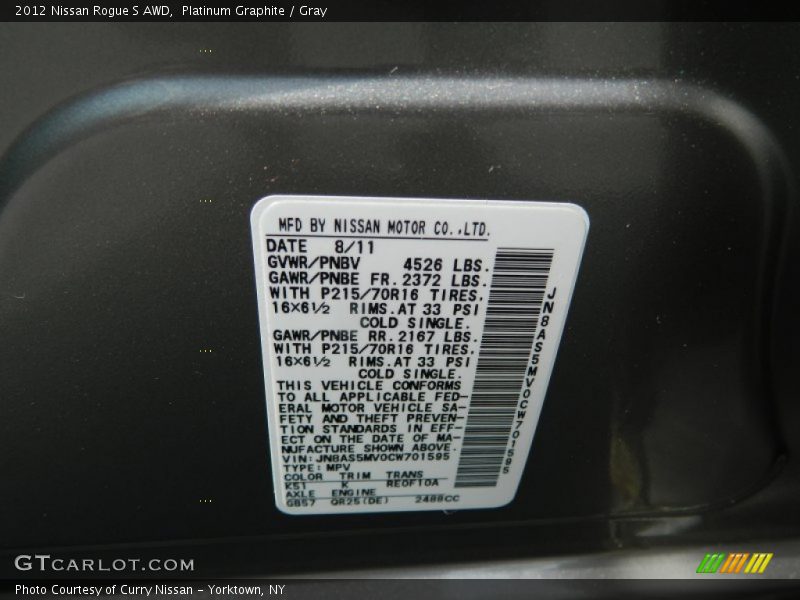 2012 Nissan Rogue S AWD,  Platinum Graphite / Gray
MFD BY NISSAN MOTOR CO.,LTD.
DATE 8/11
GVWR/PNBV 4526 LBS.
GAWR/PNBE FR. 2372 LBS.
WITH P215/70R16 TIRES.
16×6½ RIMS. AT 33 PSI
COLD SINGLE.
GAWR/PNBE RR. 2167 LBS.
WITH P215/70R16 TIRES.
16×6½ RIMS. AT 33 PSI
COLD SINGLE.
THIS VEHICLE CONFORMS
TO ALL APPLICABLE FED-
ERAL MOTOR VEHICLE SA-
FETY AND THEFT PREVEN-
TION STANDARDS IN EFF-
ECT ON THE DATE OF MA-
NUFACTURE SHOWN ABOVE.
VIN: JN8AS5MV0CW701595
TYPE: MPV
COLOR TRIM TRANS
K51 K RE0F10A
AXLE ENGINE
GB57 QR25(DE) 2488CC
JN8AS5MV0CW701595
GTCARLOT.COM
Photo Courtesy of Curry Nissan – Yorktown, NY